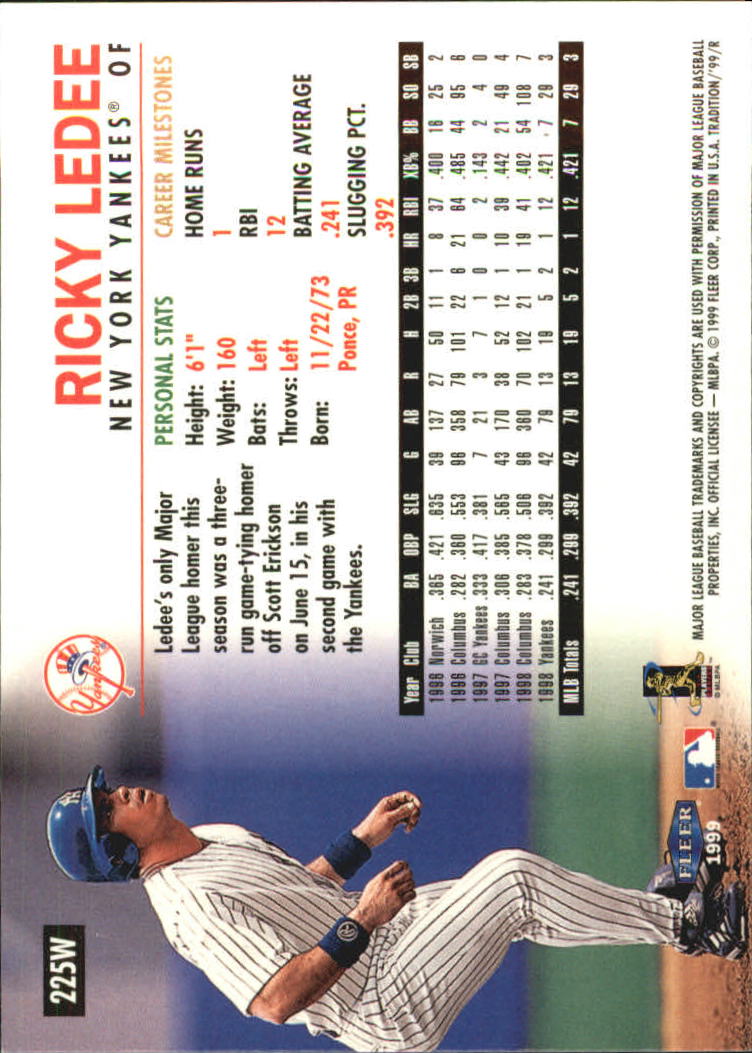 225W
Yankees
RICKY LEDEE
NEW YORK YANKEES® OF
Ledee's only Major
League homer this
season was a three-
run game-tying homer
off Scott Erickson
on June 15, in his
second game with
the Yankees.
PERSONAL STATS
Height: 6'1"
Weight: 160
Bats: Left
Throws: Left
Born: 11/22/73
Ponce, PR
CAREER MILESTONES
HOME RUNS
1
RBI
12
BATTING AVERAGE
.241
SLUGGING PCT.
.392
Year Club BA OBP SLG G AB R H 2B 3B HR RBI XB% BB SO SB
1996 Norwich .365 .421 .635 39 137 27 50 11 1 8 37 .400 16 25 2
1996 Columbus .282 .360 .553 96 358 79 101 22 6 21 64 .485 44 95 6
1997 GC Yankees .333 .417 .381 7 21 3 7 1 0 0 2 .143 2 4 0
1997 Columbus .306 .385 .565 43 170 38 52 12 1 10 39 .442 21 49 4
1998 Columbus .283 .378 .506 96 360 70 102 21 1 19 41 .402 54 108 7
1998 Yankees .241 .299 .392 42 79 13 19 5 2 1 12 .421 7 29 3
MLB Totals .241 .299 .392 42 79 13 19 5 2 1 12 .421 7 29 3
FLEER
1999
PLAYERS
© MLBPA
MAJOR LEAGUE BASEBALL TRADEMARKS AND COPYRIGHTS ARE USED WITH PERMISSION OF MAJOR LEAGUE BASEBALL
PROPERTIES, INC. OFFICIAL LICENSEE — MLBPA. © 1999 FLEER CORP., PRINTED IN U.S.A. TRADITION/'99/R